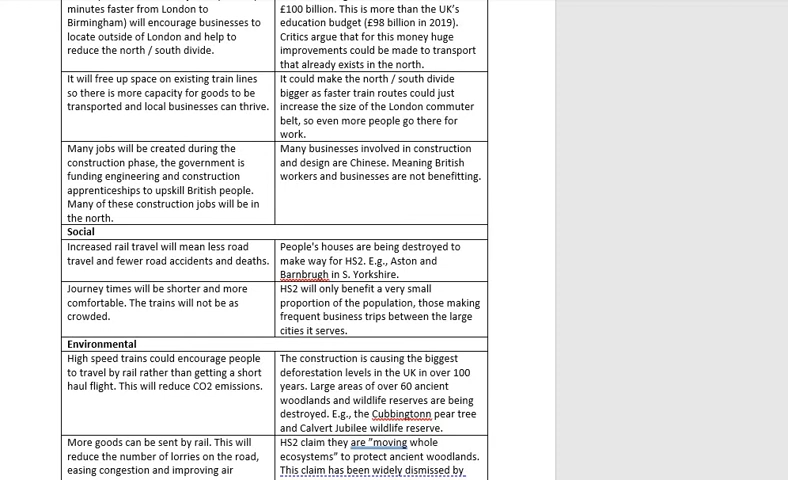 minutes faster from London to
Birmingham) will encourage businesses to
locate outside of London and help to
reduce the north / south divide.
£100 billion. This is more than the UK's
education budget (£98 billion in 2019).
Critics argue that for this money huge
improvements could be made to transport
that already exists in the north.
It will free up space on existing train lines
so there is more capacity for goods to be
transported and local businesses can thrive.
It could make the north / south divide
bigger as faster train routes could just
increase the size of the London commuter
belt, so even more people go there for
work.
Many jobs will be created during the
construction phase, the government is
funding engineering and construction
apprenticeships to upskill British people.
Many of these construction jobs will be in
the north.
Many businesses involved in construction
and design are Chinese. Meaning British
workers and businesses are not benefitting.
Social
Increased rail travel will mean less road
travel and fewer road accidents and deaths.
People's houses are being destroyed to
make way for HS2. E.g., Aston and
Barnbrugh in S. Yorkshire.
Journey times will be shorter and more
comfortable. The trains will not be as
crowded.
HS2 will only benefit a very small
proportion of the population, those making
frequent business trips between the large
cities it serves.
Environmental
High speed trains could encourage people
to travel by rail rather than getting a short
haul flight. This will reduce CO2 emissions.
The construction is causing the biggest
deforestation levels in the UK in over 100
years. Large areas of over 60 ancient
woodlands and wildlife reserves are being
destroyed. E.g., the Cubbingtonn pear tree
and Calvert Jubilee wildlife reserve.
More goods can be sent by rail. This will
reduce the number of lorries on the road,
easing congestion and improving air
HS2 claim they are "moving whole
ecosystems" to protect ancient woodlands.
This claim has been widely dismissed by